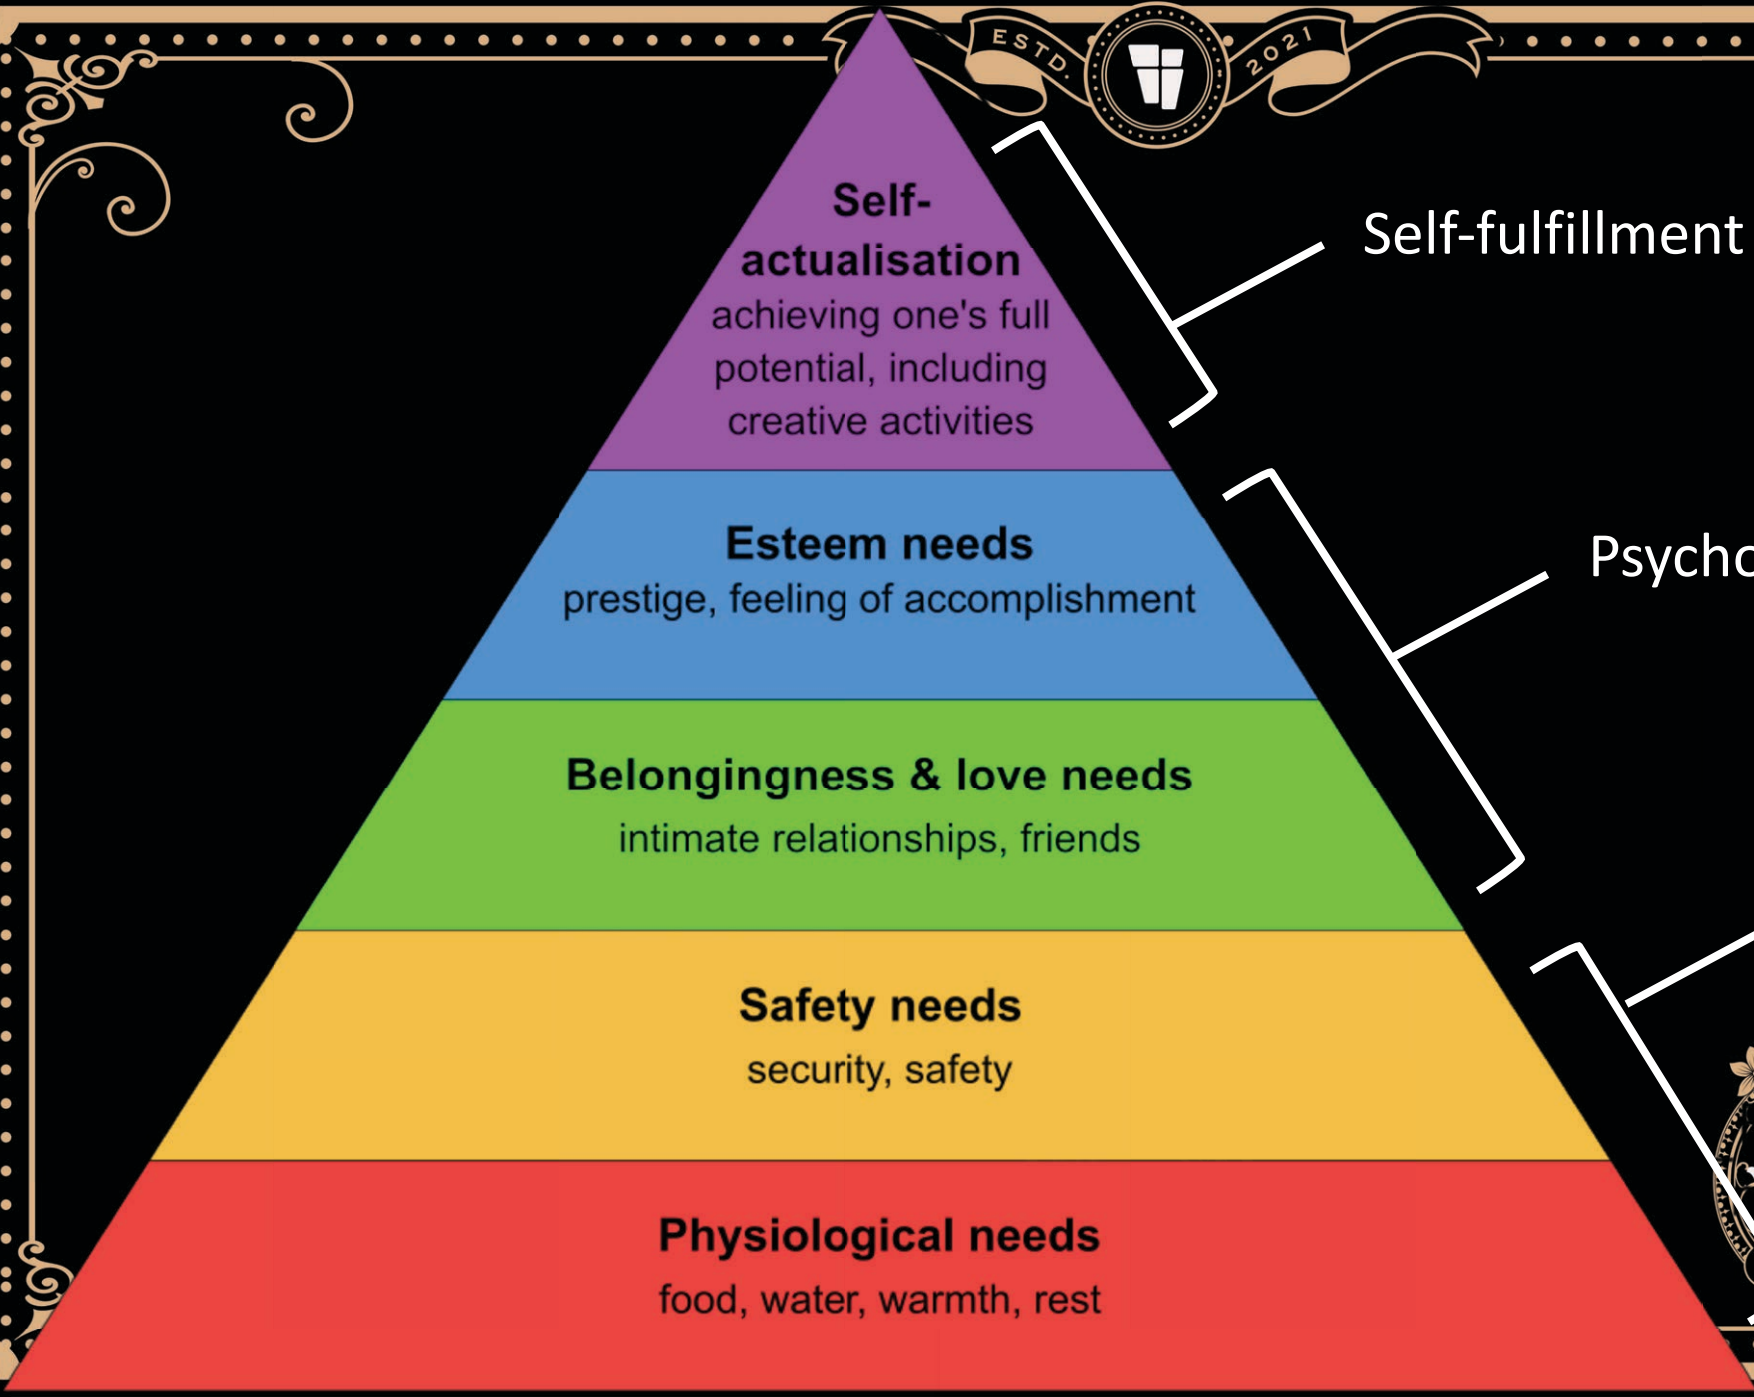 ESTD. 2021
Self-
actualisation
achieving one's full
potential, including
creative activities
Self-fulfillment
Esteem needs
prestige, feeling of accomplishment
Belongingness & love needs
intimate relationships, friends
Safety needs
security, safety
Physiological needs
food, water, warmth, rest